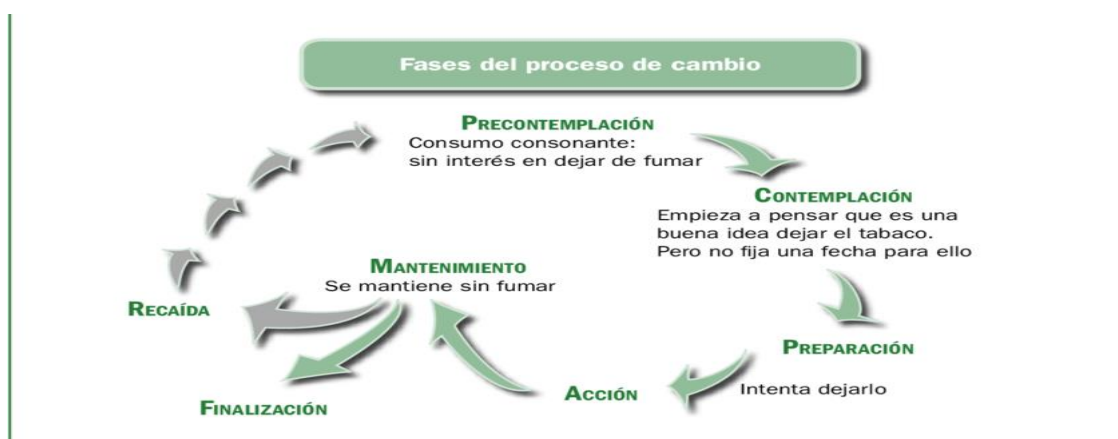 Fases del proceso de cambio
PRECONTEMPLACIÓN
Consumo consonante:
sin interés en dejar de fumar
CONTEMPLACIÓN
Empieza a pensar que es una
buena idea dejar el tabaco.
Pero no fija una fecha para ello
MANTENIMIENTO
Se mantiene sin fumar
RECAÍDA
PREPARACIÓN
Intenta dejarlo
ACCIÓN
FINALIZACIÓN